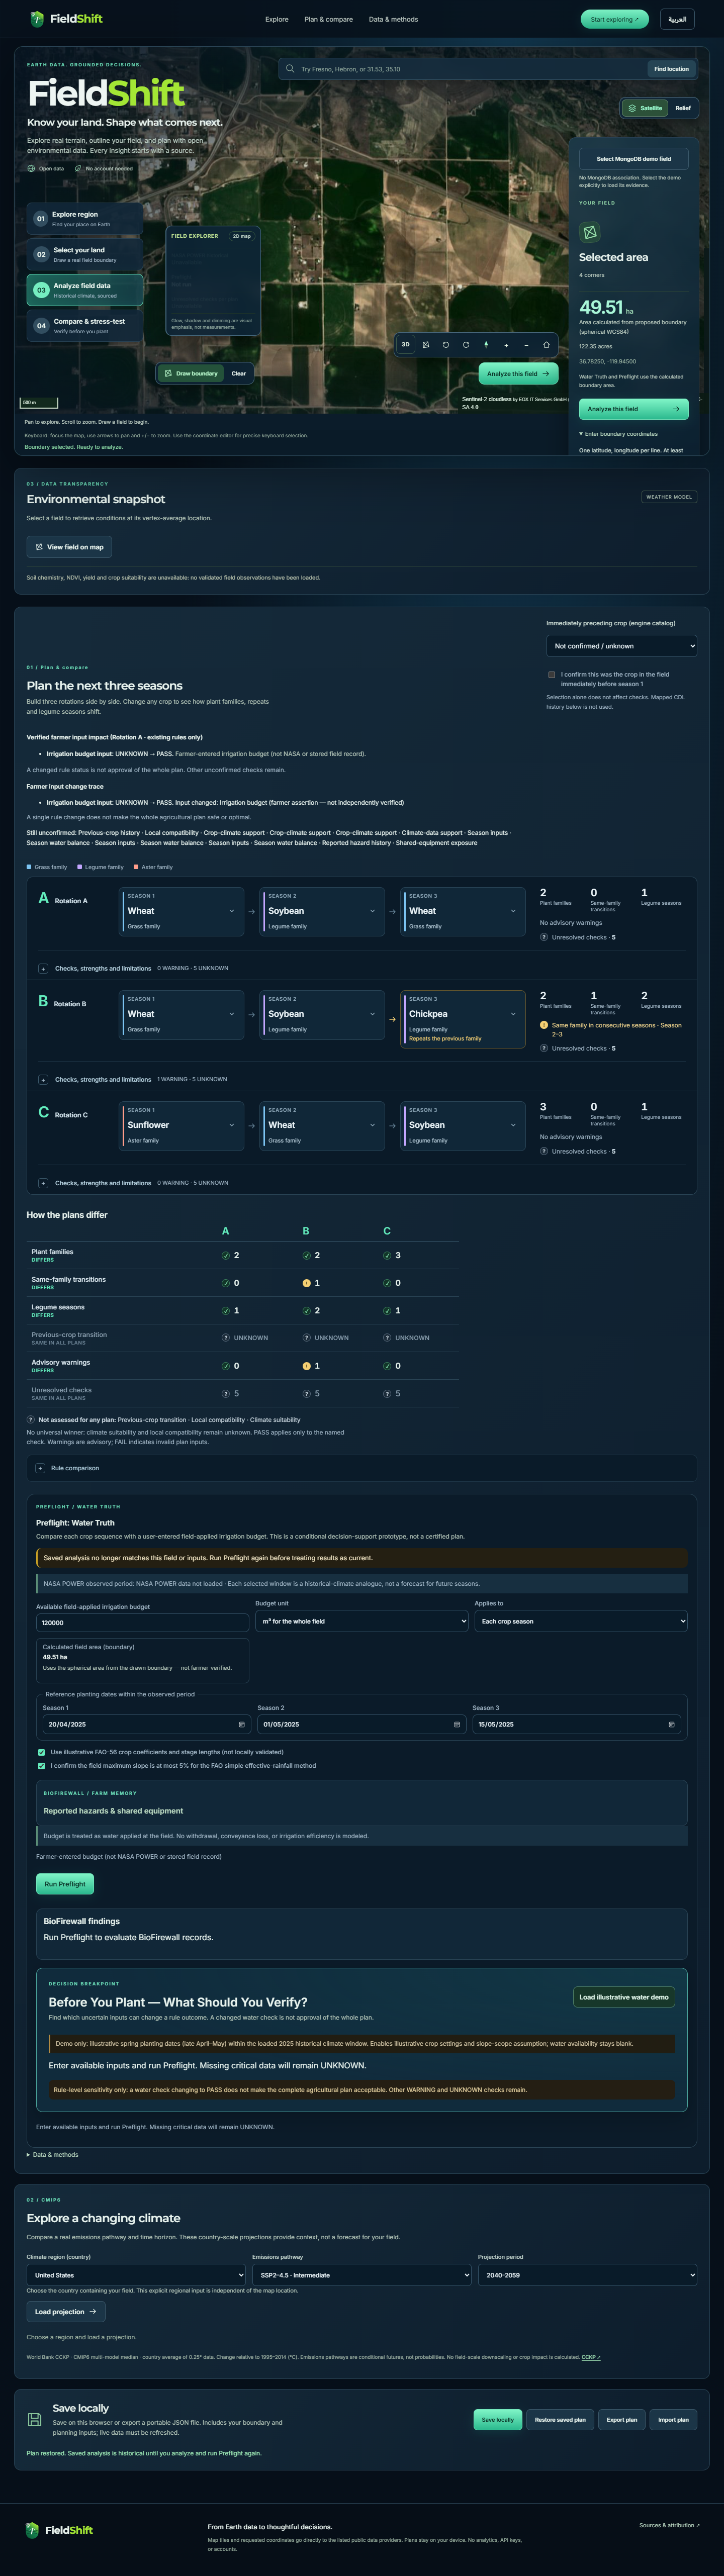 FieldShift
Explore
Plan & compare
Data & methods
Start exploring ↗
العربية
EARTH DATA. GROUNDED DECISIONS.
FieldShift
Know your land. Shape what comes next.
Explore real terrain, outline your field, and plan with open
environmental data. Every insight starts with a source.
Open data
No account needed
Try Fresno, Hebron, or 31.53, 35.10
Find location
Satellite
Relief
01
Explore region
Find your place on Earth
02
Select your land
Draw a real field boundary
03
Analyze field data
Historical climate, sourced
04
Compare & stress-test
Verify before you plant
FIELD EXPLORER
2D map
Glow, shadow and dimming are visual
emphasis, not measurements.
Draw boundary
Clear
3D
Analyze this field →
500 m
Sentinel-2 cloudless by EOX IT Services GmbH
SA 4.0
Pan to explore. Scroll to zoom. Draw a field to begin.
Keyboard: focus the map, use arrows to pan and +/− to zoom. Use the coordinate editor for precise keyboard selection.
Boundary selected. Ready to analyze.
Select MongoDB demo field
No MongoDB association. Select the demo
explicitly to load its evidence.
YOUR FIELD
Selected area
4 corners
49.51 ha
Area calculated from proposed boundary
(spherical WGS84)
122.35 acres
36.78250, -119.94500
Water Truth and Preflight use the calculated
boundary area.
Analyze this field →
▾ Enter boundary coordinates
One latitude, longitude per line. At least
03 / DATA TRANSPARENCY
Environmental snapshot
WEATHER MODEL
Select a field to retrieve conditions at its vertex-average location.
View field on map
Soil chemistry, NDVI, yield and crop suitability are unavailable: no validated field observations have been loaded.
Immediately preceding crop (engine catalog)
Not confirmed / unknown
I confirm this was the crop in the field
immediately before season 1
Selection alone does not affect checks. Mapped CDL
history below is not used.
01 / Plan & compare
Plan the next three seasons
Build three rotations side by side. Change any crop to see how plant families, repeats
and legume seasons shift.
Verified farmer input impact (Rotation A · existing rules only)
• Irrigation budget input: UNKNOWN → PASS. Farmer-entered irrigation budget (not NASA or stored field record).
A changed rule status is not approval of the whole plan. Other unconfirmed checks remain.
Farmer input change trace
• Irrigation budget input: UNKNOWN → PASS. Input changed: Irrigation budget (farmer assertion — not independently verified)
A single rule change does not make the whole agricultural plan safe or optimal.
Still unconfirmed: Previous-crop history · Local compatibility · Crop-climate support · Crop-climate support · Crop-climate support · Climate-data support · Season inputs ·
Season water balance · Season inputs · Season water balance · Season inputs · Season water balance · Reported hazard history · Shared-equipment exposure
Grass family
Legume family
Aster family
A Rotation A
SEASON 1
Wheat
Grass family
→
SEASON 2
Soybean
Legume family
→
SEASON 3
Wheat
Grass family
2
Plant families
0
Same-family
transitions
1
Legume seasons
No advisory warnings
? Unresolved checks · 5
+ Checks, strengths and limitations 0 WARNING · 5 UNKNOWN
B Rotation B
SEASON 1
Wheat
Grass family
→
SEASON 2
Soybean
Legume family
→
SEASON 3
Chickpea
Legume family
Repeats the previous family
2
Plant families
1
Same-family
transitions
2
Legume seasons
! Same family in consecutive seasons · Season
2–3
? Unresolved checks · 5
+ Checks, strengths and limitations 1 WARNING · 5 UNKNOWN
C Rotation C
SEASON 1
Sunflower
Aster family
→
SEASON 2
Wheat
Grass family
→
SEASON 3
Soybean
Legume family
3
Plant families
0
Same-family
transitions
1
Legume seasons
No advisory warnings
? Unresolved checks · 5
+ Checks, strengths and limitations 0 WARNING · 5 UNKNOWN
How the plans differ
A B C
Plant families
DIFFERS
✓ 2 ✓ 2 ✓ 3
Same-family transitions
DIFFERS
✓ 0 ! 1 ✓ 0
Legume seasons
DIFFERS
✓ 1 ✓ 2 ✓ 1
Previous-crop transition
SAME IN ALL PLANS
? UNKNOWN ? UNKNOWN ? UNKNOWN
Advisory warnings
DIFFERS
✓ 0 ! 1 ✓ 0
Unresolved checks
SAME IN ALL PLANS
? 5 ? 5 ? 5
? Not assessed for any plan: Previous-crop transition · Local compatibility · Climate suitability
No universal winner: climate suitability and local compatibility remain unknown. PASS applies only to the named
check. Warnings are advisory; FAIL indicates invalid plan inputs.
+ Rule comparison
PREFLIGHT / WATER TRUTH
Preflight: Water Truth
Compare each crop sequence with a user-entered field-applied irrigation budget. This is a conditional decision-support prototype, not a certified plan.
Saved analysis no longer matches this field or inputs. Run Preflight again before treating results as current.
NASA POWER observed period: NASA POWER data not loaded · Each selected window is a historical-climate analogue, not a forecast for future seasons.
Available field-applied irrigation budget
120000
Budget unit
m³ for the whole field
Applies to
Each crop season
Calculated field area (boundary)
49.51 ha
Uses the spherical area from the drawn boundary — not farmer-verified.
Reference planting dates within the observed period
Season 1
20/04/2025
Season 2
01/05/2025
Season 3
15/05/2025
Use illustrative FAO-56 crop coefficients and stage lengths (not locally validated)
I confirm the field maximum slope is at most 5% for the FAO simple effective-rainfall method
BIOFIREWALL / FARM MEMORY
Reported hazards & shared equipment
Budget is treated as water applied at the field. No withdrawal, conveyance loss, or irrigation efficiency is modeled.
Farmer-entered budget (not NASA POWER or stored field record)
Run Preflight
BioFirewall findings
Run Preflight to evaluate BioFirewall records.
DECISION BREAKPOINT
Before You Plant — What Should You Verify?
Find which uncertain inputs can change a rule outcome. A changed water check is not approval of the whole plan.
Load illustrative water demo
Demo only: illustrative spring planting dates (late April–May) within the loaded 2025 historical climate window. Enables illustrative crop settings and slope-scope assumption; water availability stays blank.
Enter available inputs and run Preflight. Missing critical data will remain UNKNOWN.
Rule-level sensitivity only: a water check changing to PASS does not make the complete agricultural plan acceptable. Other WARNING and UNKNOWN checks remain.
Enter available inputs and run Preflight. Missing critical data will remain UNKNOWN.
▸ Data & methods
02 / CMIP6
Explore a changing climate
Compare a real emissions pathway and time horizon. These country-scale projections provide context, not a forecast for your field.
Climate region (country)
United States
Emissions pathway
SSP2–4.5 · Intermediate
Projection period
2040–2059
Choose the country containing your field. This explicit regional input is independent of the map location.
Load projection →
Choose a region and load a projection.
World Bank CCKP · CMIP6 multi-model median · country average of 0.25° data. Change relative to 1995–2014 (°C). Emissions pathways are conditional futures, not probabilities. No field-scale downscaling or crop impact is calculated. CCKP ↗
Save locally
Save on this browser or export a portable JSON file. Includes your boundary and
planning inputs; live data must be refreshed.
Save locally
Restore saved plan
Export plan
Import plan
Plan restored. Saved analysis is historical until you analyze and run Preflight again.
FieldShift
From Earth data to thoughtful decisions.
Map tiles and requested coordinates go directly to the listed public data providers. Plans stay on your device. No analytics, API keys,
or accounts.
Sources & attribution ↗